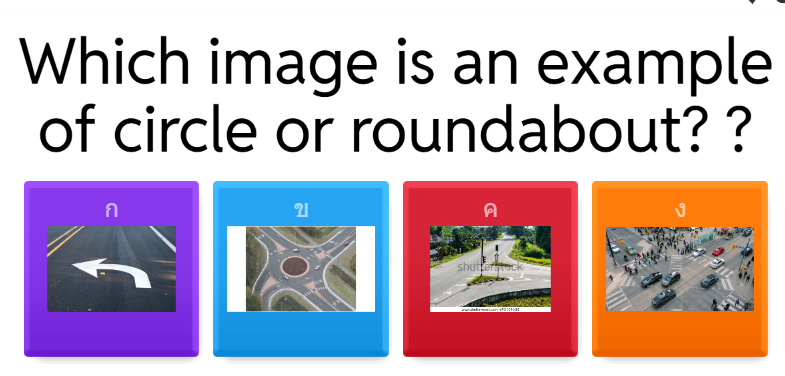 Which image is an example
of circle or roundabout? ?
ก
ข
ค
ง
shutterstock